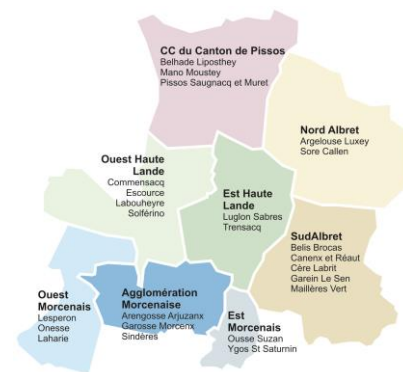 CC du Canton de Pissos
Belhade Liposthey
Mano Moustey
Pissos Saugnacq et Muret
Nord Albret
Argelouse Luxey
Sore Callen
Ouest Haute
Lande
Commensacq
Escource
Labouheyre
Solférino
Est Haute
Lande
Luglon Sabres
Trensacq
SudAlbret
Belis Brocas
Canenx et Réaut
Cère Labrit
Garein Le Sen
Maillères Vert
Ouest
Morcenais
Lesperon
Onesse
Laharie
Agglomération
Morcenaise
Arengosse Arjuzanx
Garosse Morcenx
Sindères
Est
Morcenais
Ousse Suzan
Ygos St Saturnin